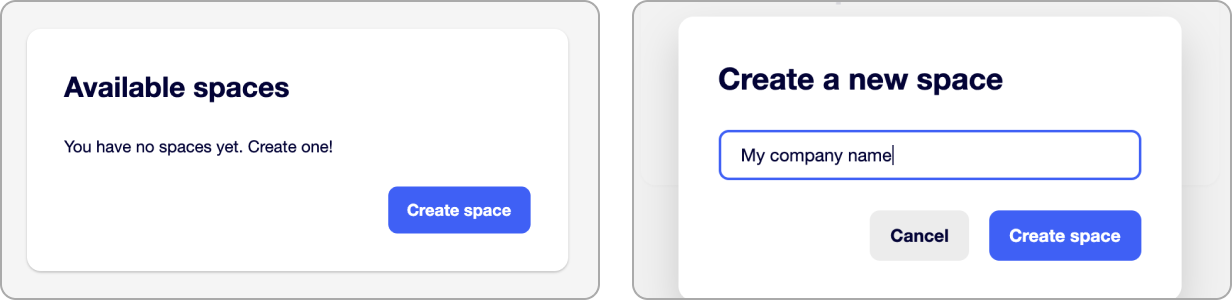 Available spaces
You have no spaces yet. Create one!
Create space
Create a new space
My company name
Cancel
Create space